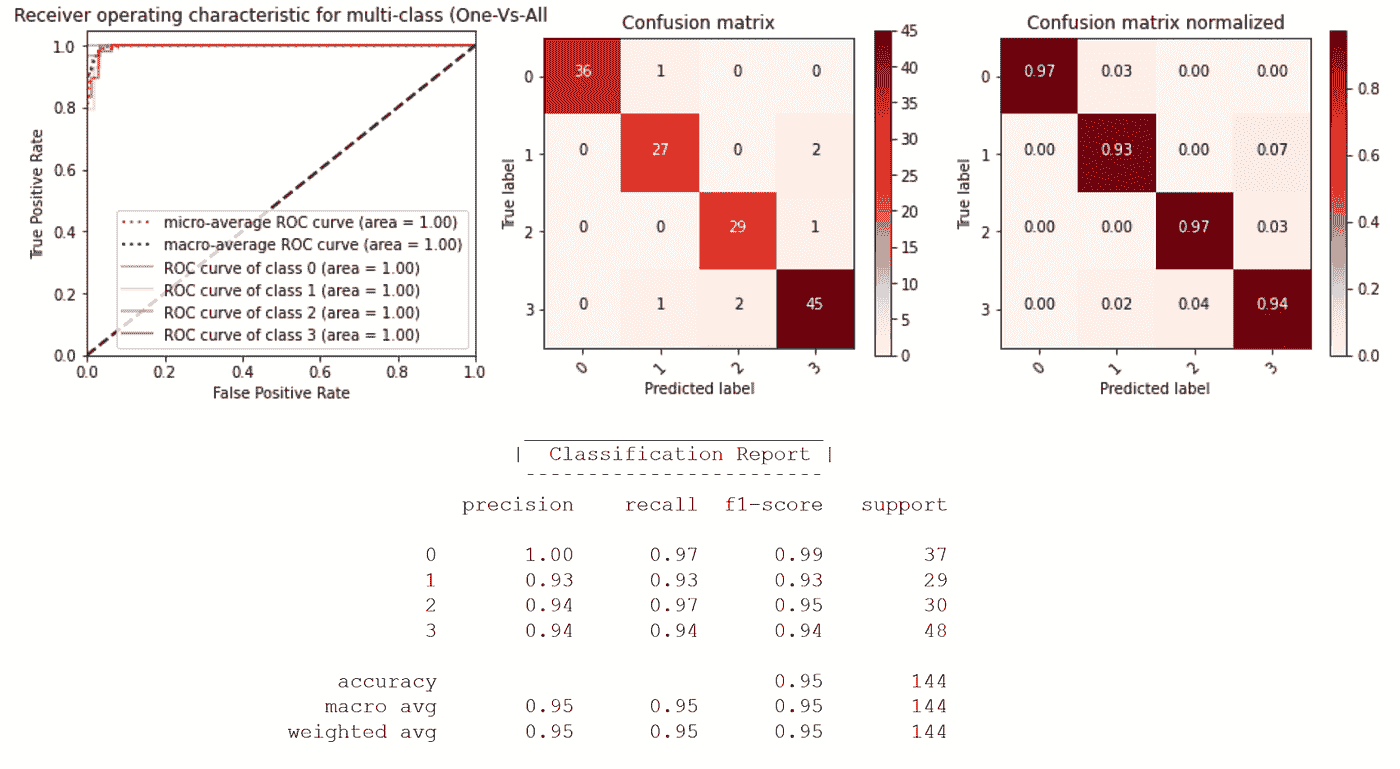 Receiver operating characteristic for multi-class (One-Vs-All
True Positive Rate
1.0
0.8
0.6
0.4
0.2
0.0
micro-average ROC curve (area = 1.00)
macro-average ROC curve (area = 1.00)
ROC curve of class 0 (area = 1.00)
ROC curve of class 1 (area = 1.00)
ROC curve of class 2 (area = 1.00)
ROC curve of class 3 (area = 1.00)
0.0 0.2 0.4 0.6 0.8 1.0
False Positive Rate
Confusion matrix
True label
0 36 1 0 0
1 0 27 0 2
2 0 0 29 1
3 0 1 2 45
0 1 2 3
Predicted label
45
40
35
30
25
20
15
10
5
0
Confusion matrix normalized
True label
0 0.97 0.03 0.00 0.00
1 0.00 0.93 0.00 0.07
2 0.00 0.00 0.97 0.03
3 0.00 0.02 0.04 0.94
0 1 2 3
Predicted label
0.8
0.6
0.4
0.2
0.0
| Classification Report |
-----------------------
precision recall f1-score support
0 1.00 0.97 0.99 37
1 0.93 0.93 0.93 29
2 0.94 0.97 0.95 30
3 0.94 0.94 0.94 48
accuracy 0.95 144
macro avg 0.95 0.95 0.95 144
weighted avg 0.95 0.95 0.95 144